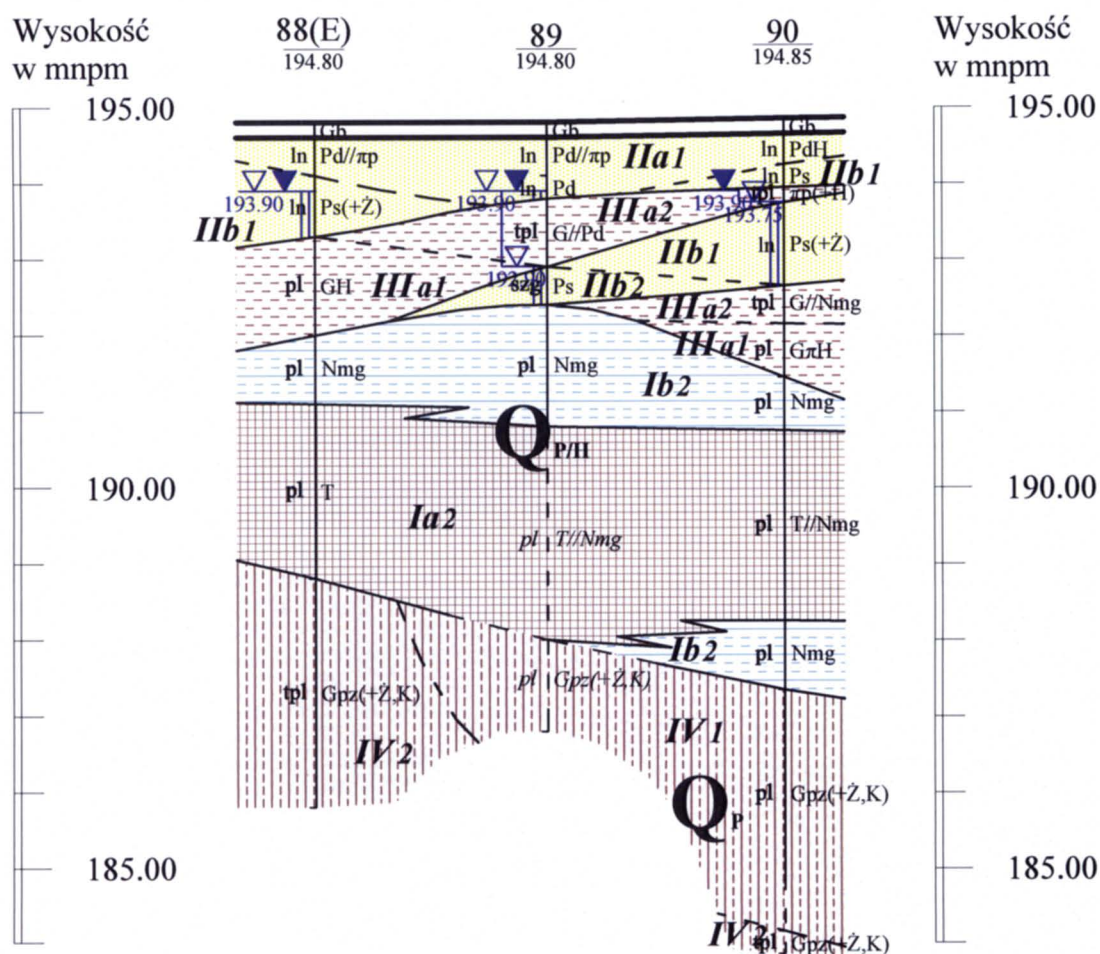 Wysokość
w mnpm
88(E)
194.80
89
194.80
90
194.85
Wysokość
w mnpm
195.00
195.00
Gb
Gb
Gb
ln Pd//πp
ln Pd//πp
IIa1
ln PdH
ln Pd
ln Ps
IIb1
tpl πp(+H)
193.90
ln Ps(+Ż)
193.90
193.90
193.75
IIIa2
IIb1
tpl G//Pd
IIb1
ln Ps(+Ż)
pl GH
IIIa1
szg Ps
IIb2
IIIa2
tpl G//Nmg
IIIa1
pl GπH
pl Nmg
pl Nmg
Ib2
pl Nmg
Q P/H
190.00
190.00
pl T
Ia2
pl T//Nmg
pl T//Nmg
Ib2
pl Nmg
tpl Gpz(+Ż,K)
pl Gpz(+Ż,K)
IV2
IV1
Q P
pl Gpz(+Ż,K)
185.00
185.00
IV2
tpl Gpz(+Ż,K)